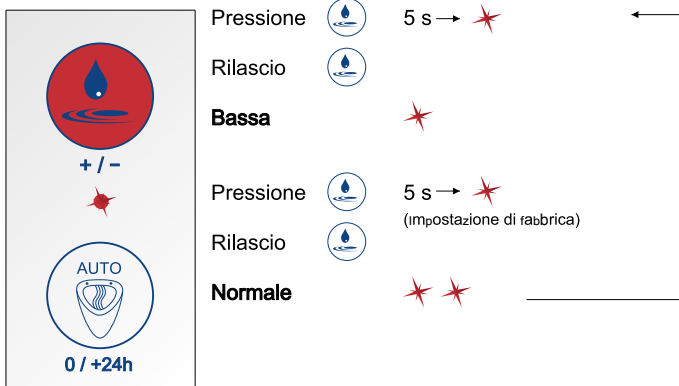 Pressione 5 s
Rilascio
Bassa
+ / −
Pressione 5 s
(impostazione di fabbrica)
Rilascio
AUTO
Normale
0 / +24h